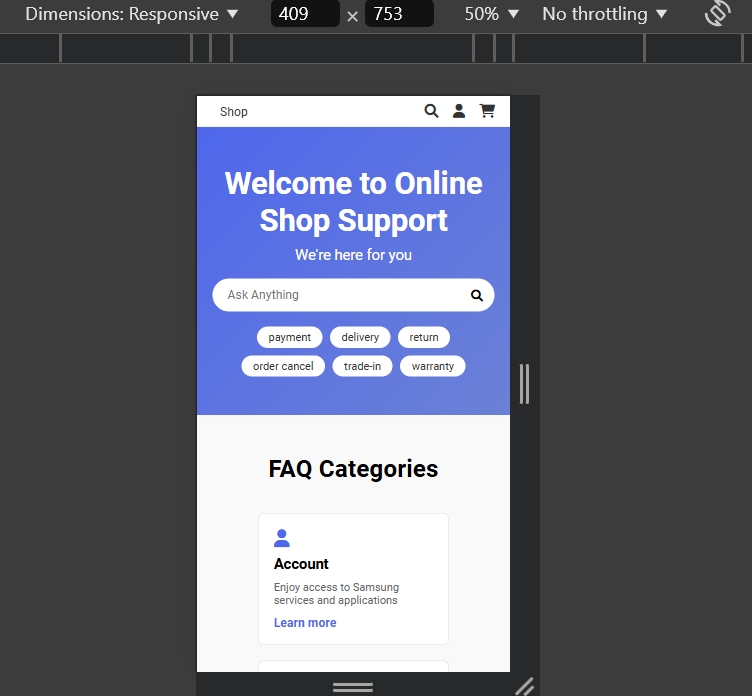 Dimensions: Responsive ▼ 409 × 753 50% ▼ No throttling ▼
Shop
Welcome to Online
Shop Support
We're here for you
Ask Anything
payment delivery return
order cancel trade-in warranty
FAQ Categories
Account
Enjoy access to Samsung
services and applications
Learn more